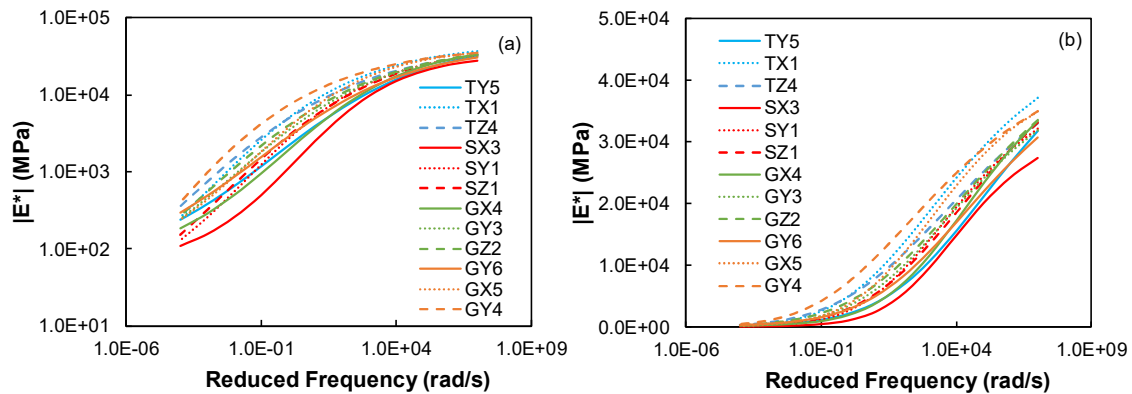 (a)
|E*| (MPa)
1.0E+05
1.0E+04
1.0E+03
1.0E+02
1.0E+01
TY5
TX1
TZ4
SX3
SY1
SZ1
GX4
GY3
GZ2
GY6
GX5
GY4
1.0E-06 1.0E-01 1.0E+04 1.0E+09
Reduced Frequency (rad/s)
(b)
|E*| (MPa)
5.0E+04
4.0E+04
3.0E+04
2.0E+04
1.0E+04
0.0E+00
TY5
TX1
TZ4
SX3
SY1
SZ1
GX4
GY3
GZ2
GY6
GX5
GY4
1.0E-06 1.0E-01 1.0E+04 1.0E+09
Reduced Frequency (rad/s)